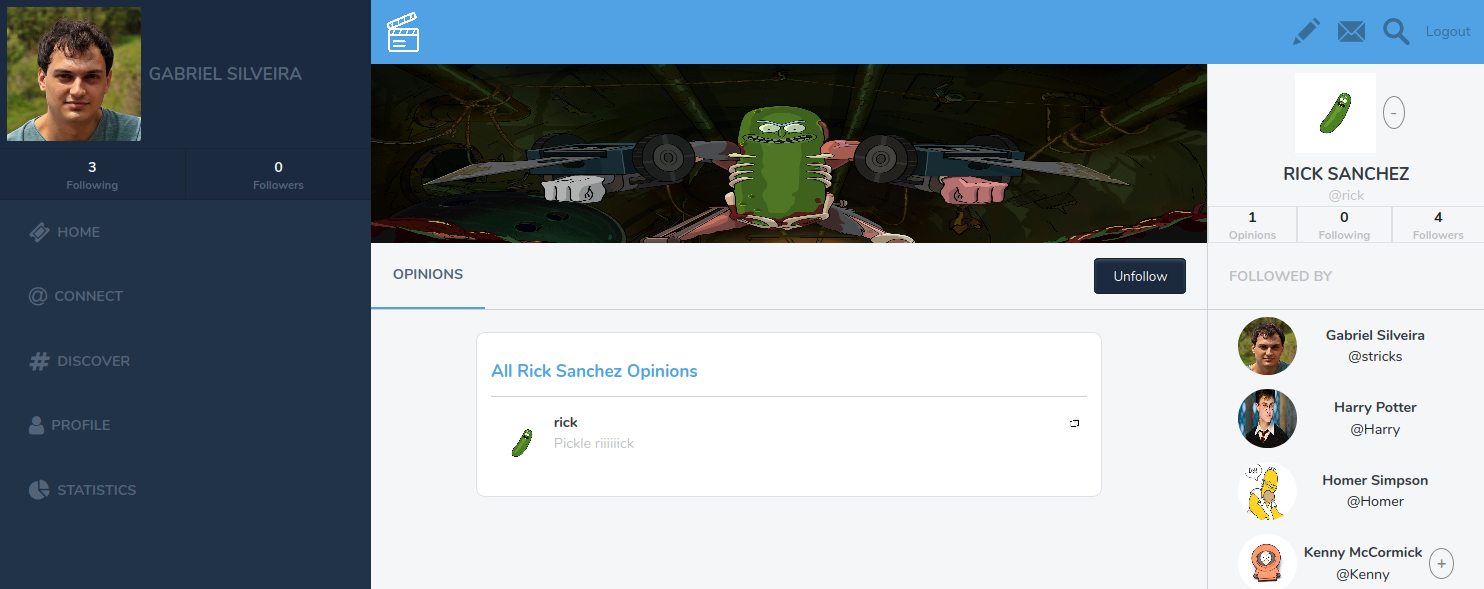 GABRIEL SILVEIRA
3
Following
0
Followers
HOME
@ CONNECT
# DISCOVER
PROFILE
STATISTICS
Logout
OPINIONS
Unfollow
All Rick Sanchez Opinions
rick
Pickle riiiiiick
-
RICK SANCHEZ
@rick
1
Opinions
0
Following
4
Followers
FOLLOWED BY
Gabriel Silveira
@stricks
Harry Potter
@Harry
Homer Simpson
@Homer
Kenny McCormick
@Kenny
+